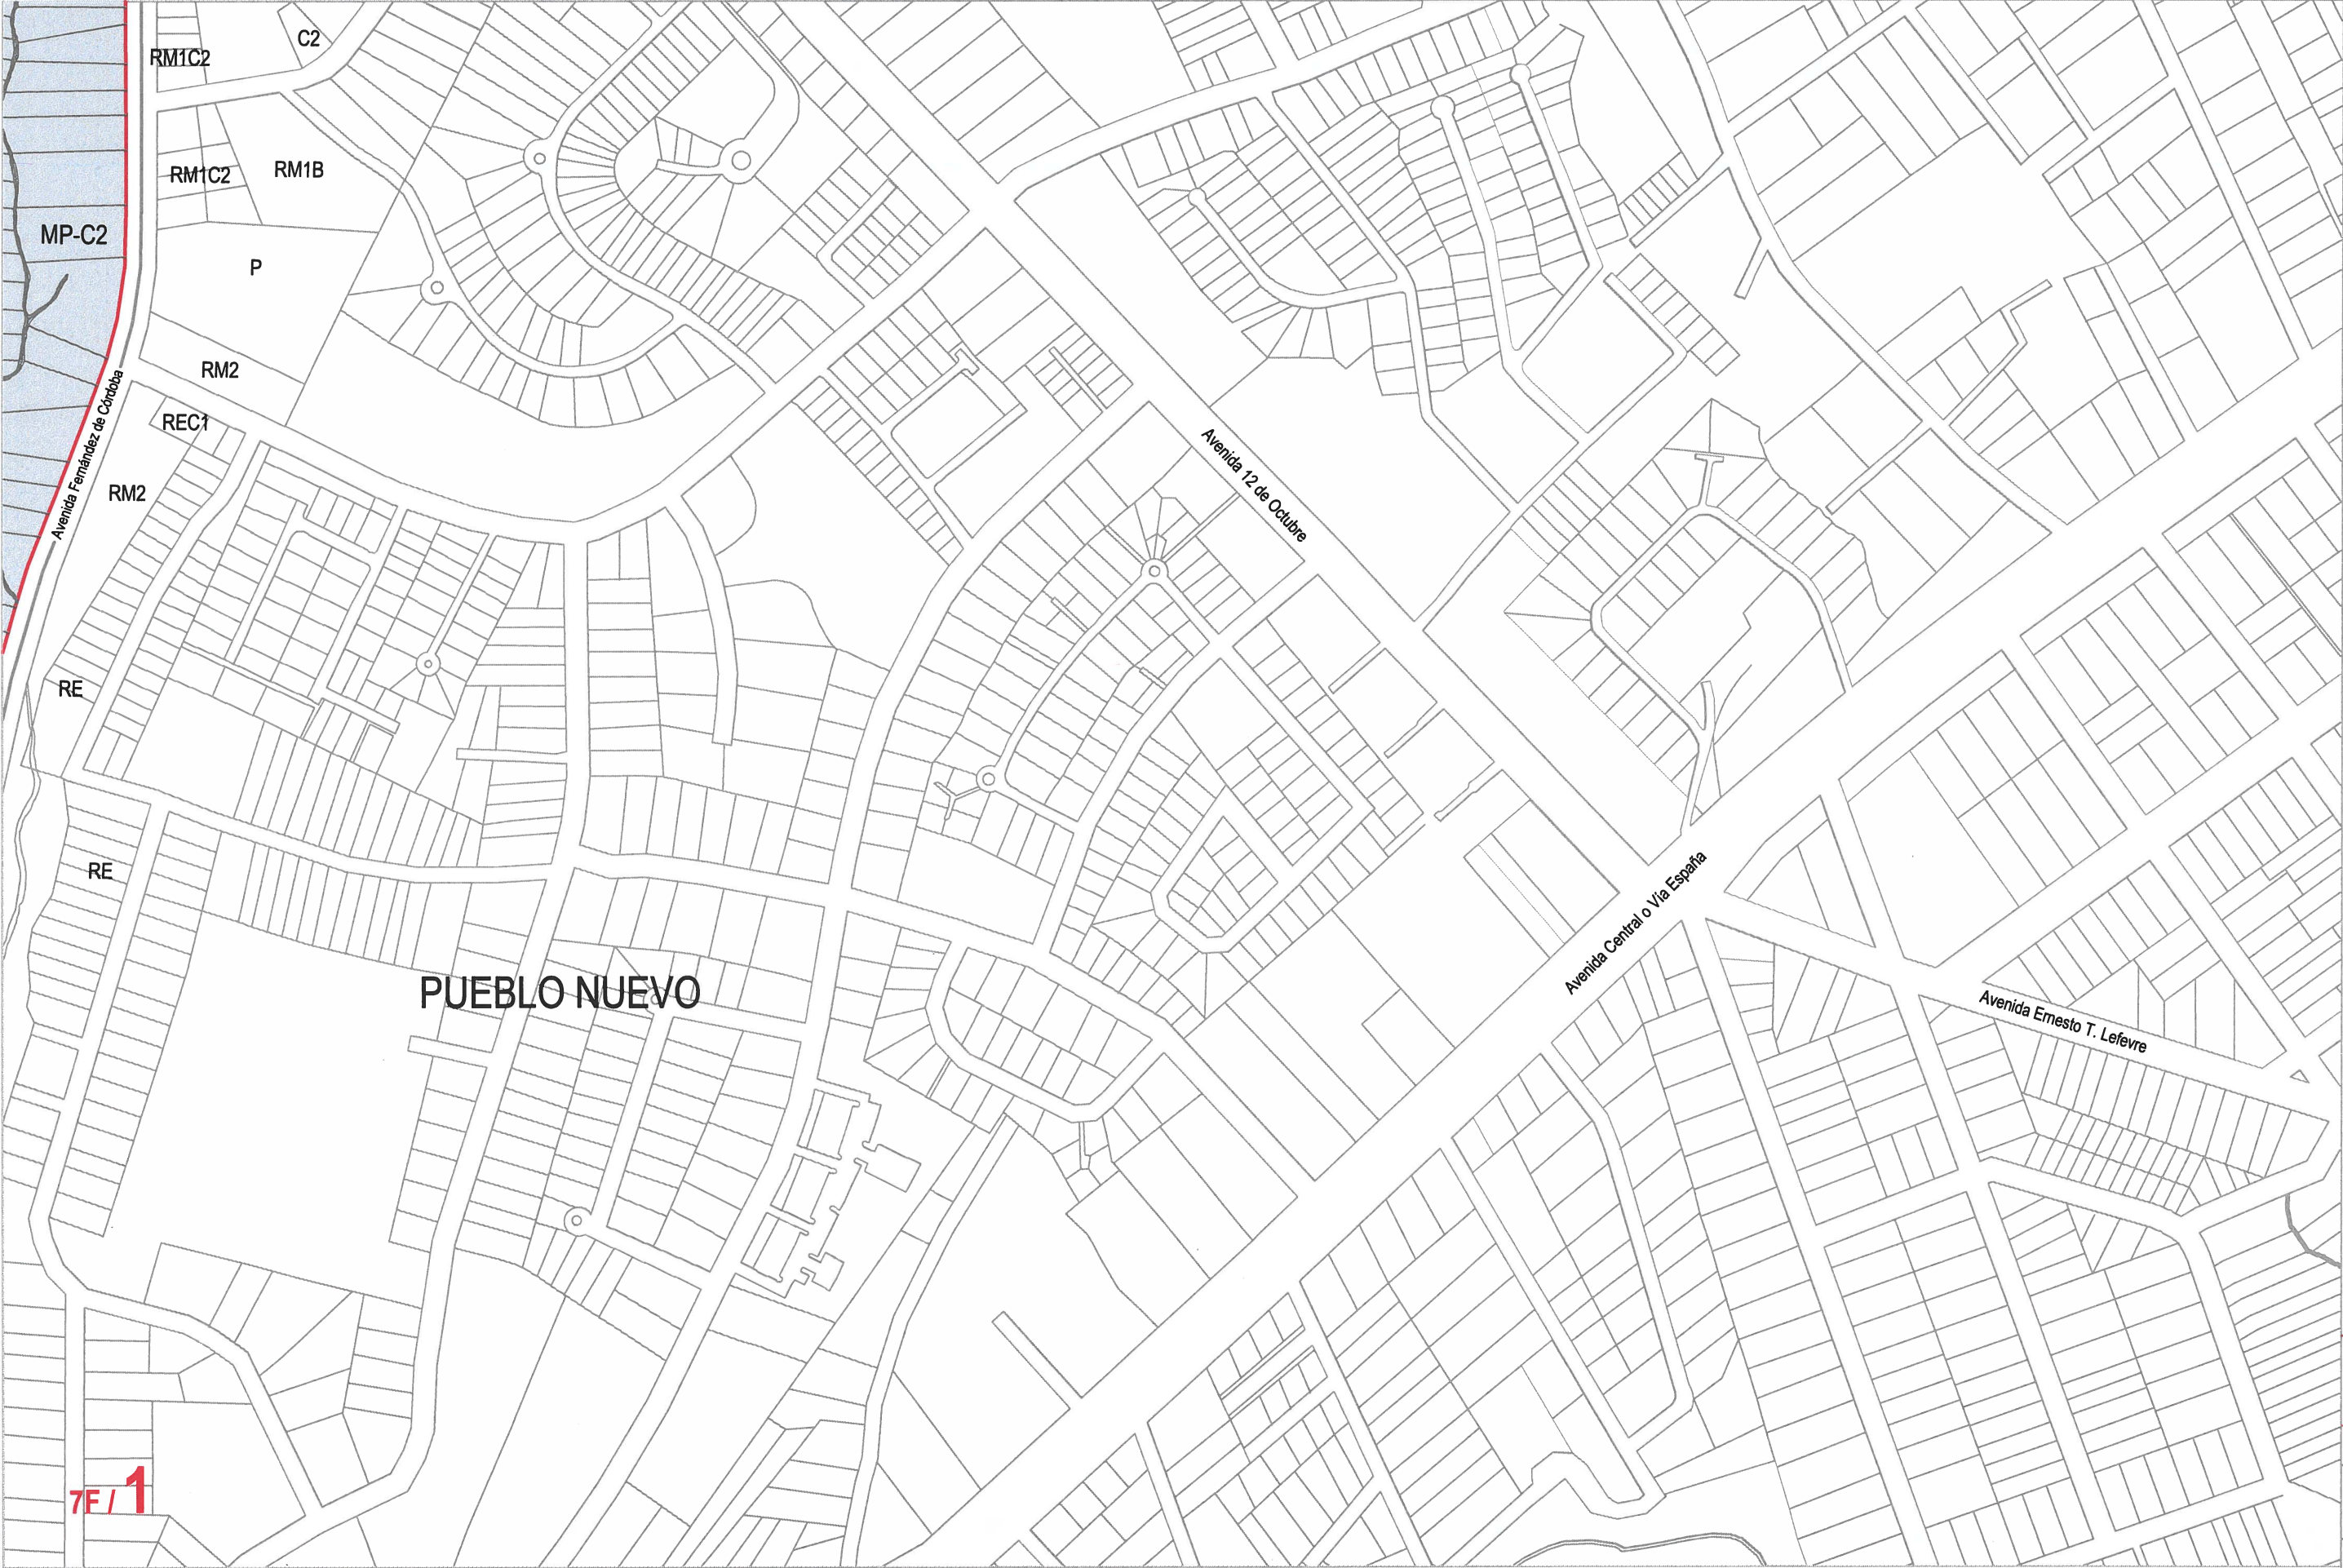 C2
RM1C2
RM1C2
RM1B
MP-C2
P
RM2
REC1
Avenida Fernández de Córdoba
RM2
Avenida 12 de Octubre
RE
RE
Avenida Central o Vía España
PUEBLO NUEVO
Avenida Ernesto T. Lefevre
7F / 1